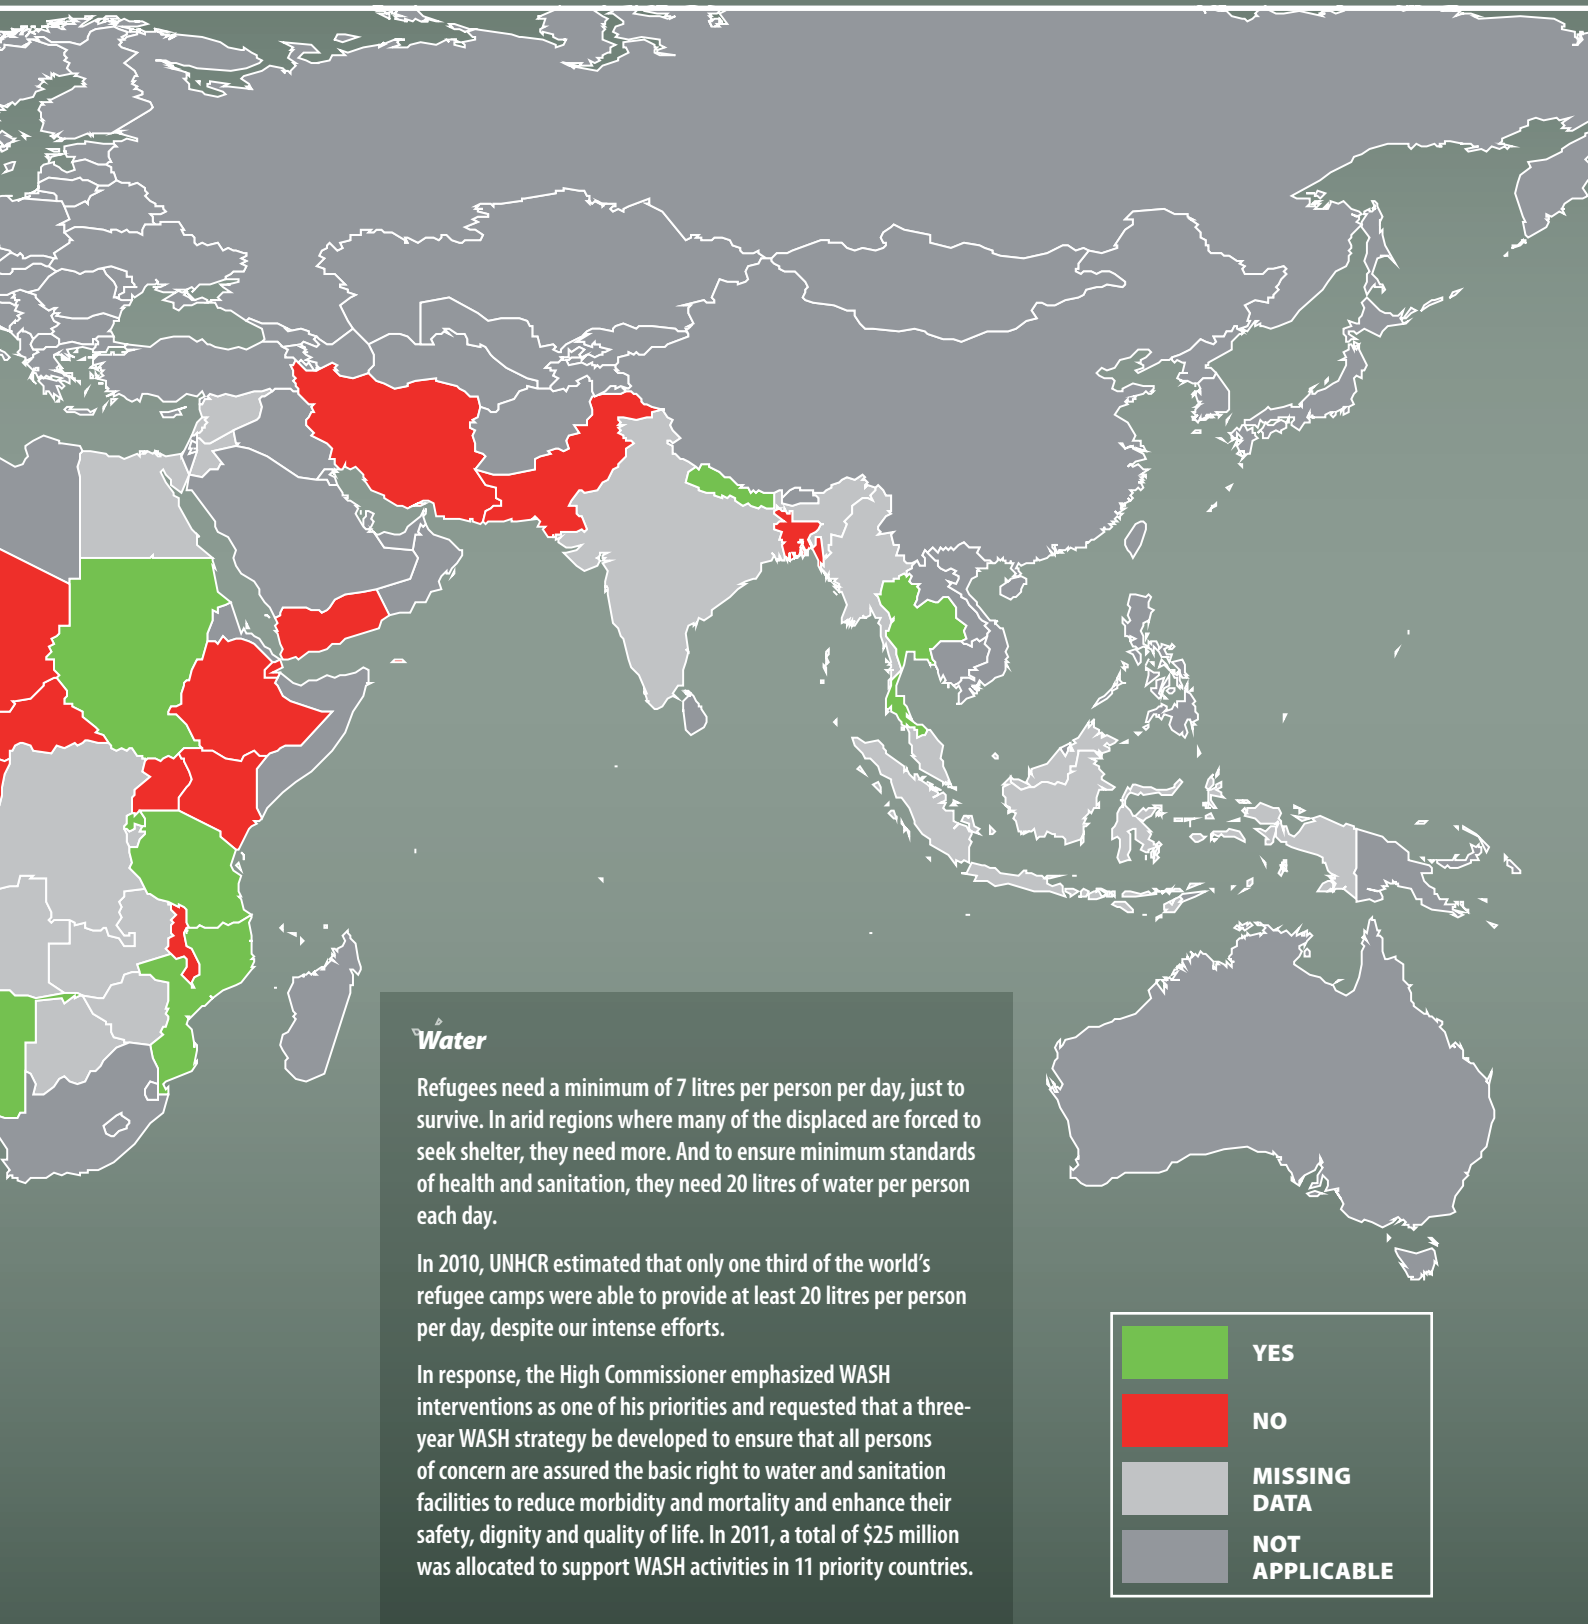 Water
Refugees need a minimum of 7 litres per person per day, just to
survive. In arid regions where many of the displaced are forced to
seek shelter, they need more. And to ensure minimum standards
of health and sanitation, they need 20 litres of water per person
each day.
In 2010, UNHCR estimated that only one third of the world’s
refugee camps were able to provide at least 20 litres per person
per day, despite our intense efforts.
In response, the High Commissioner emphasized WASH
interventions as one of his priorities and requested that a three-
year WASH strategy be developed to ensure that all persons
of concern are assured the basic right to water and sanitation
facilities to reduce morbidity and mortality and enhance their
safety, dignity and quality of life. In 2011, a total of $25 million
was allocated to support WASH activities in 11 priority countries.
YES
NO
MISSING
DATA
NOT
APPLICABLE